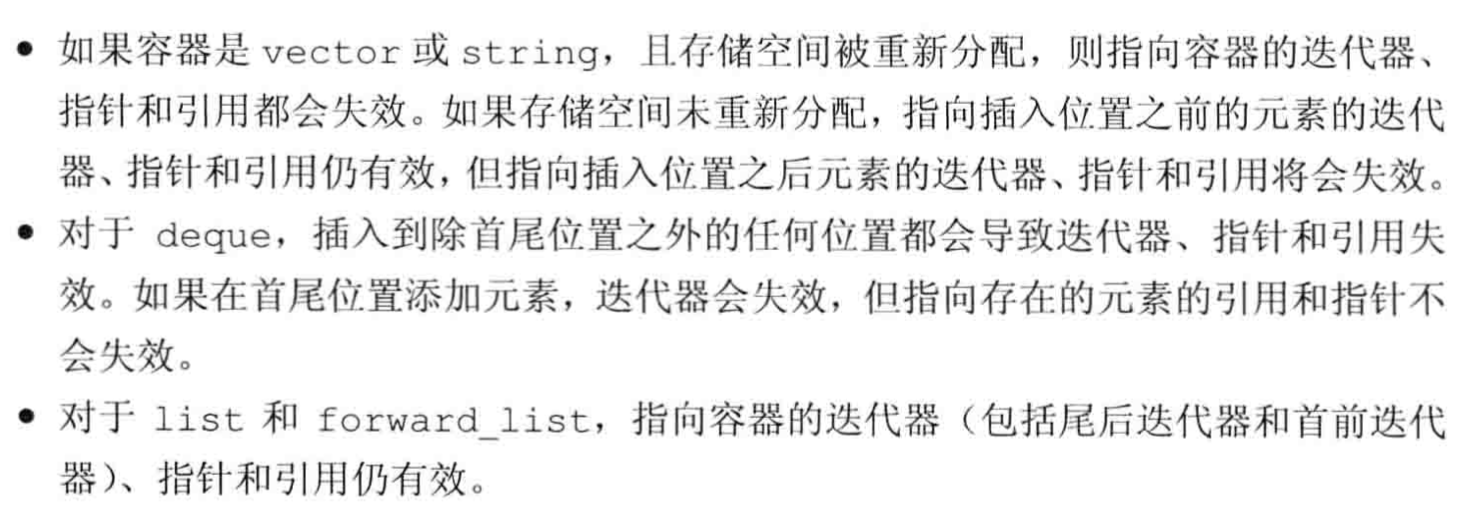 • 如果容器是 vector 或 string，且存储空间被重新分配，则指向容器的迭代器、
指针和引用都会失效。如果存储空间未重新分配，指向插入位置之前的元素的迭代
器、指针和引用仍有效，但指向插入位置之后元素的迭代器、指针和引用将会失效。
• 对于 deque，插入到除首尾位置之外的任何位置都会导致迭代器、指针和引用失
效。如果在首尾位置添加元素，迭代器会失效，但指向存在的元素的引用和指针不
会失效。
• 对于 list 和 forward_list，指向容器的迭代器（包括尾后迭代器和首前迭代
器）、指针和引用仍有效。